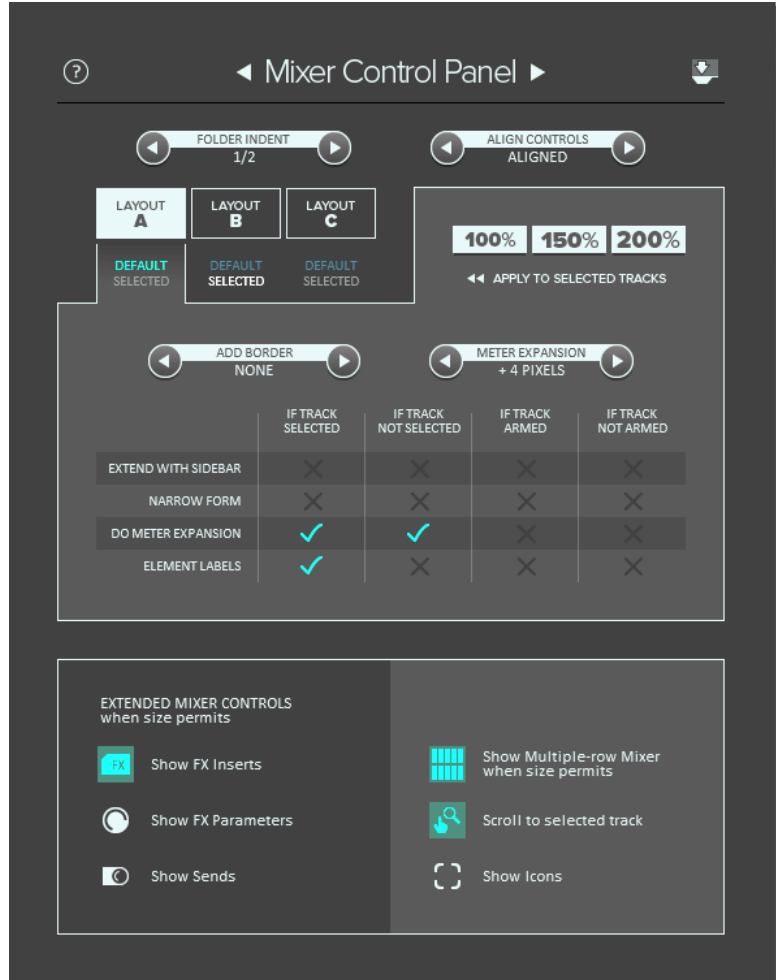 ?
Mixer Control Panel
FOLDER INDENT
1/2
ALIGN CONTROLS
ALIGNED
LAYOUT
A
LAYOUT
B
LAYOUT
C
100% 150% 200%
DEFAULT
SELECTED
DEFAULT
SELECTED
DEFAULT
SELECTED
APPLY TO SELECTED TRACKS
ADD BORDER
NONE
METER EXPANSION
+ 4 PIXELS
IF TRACK
SELECTED
IF TRACK
NOT SELECTED
IF TRACK
ARMED
IF TRACK
NOT ARMED
EXTEND WITH SIDEBAR
NARROW FORM
DO METER EXPANSION
ELEMENT LABELS
EXTENDED MIXER CONTROLS
when size permits
FX
Show FX Inserts
Show FX Parameters
Show Sends
Show Multiple-row Mixer
when size permits
Scroll to selected track
Show Icons